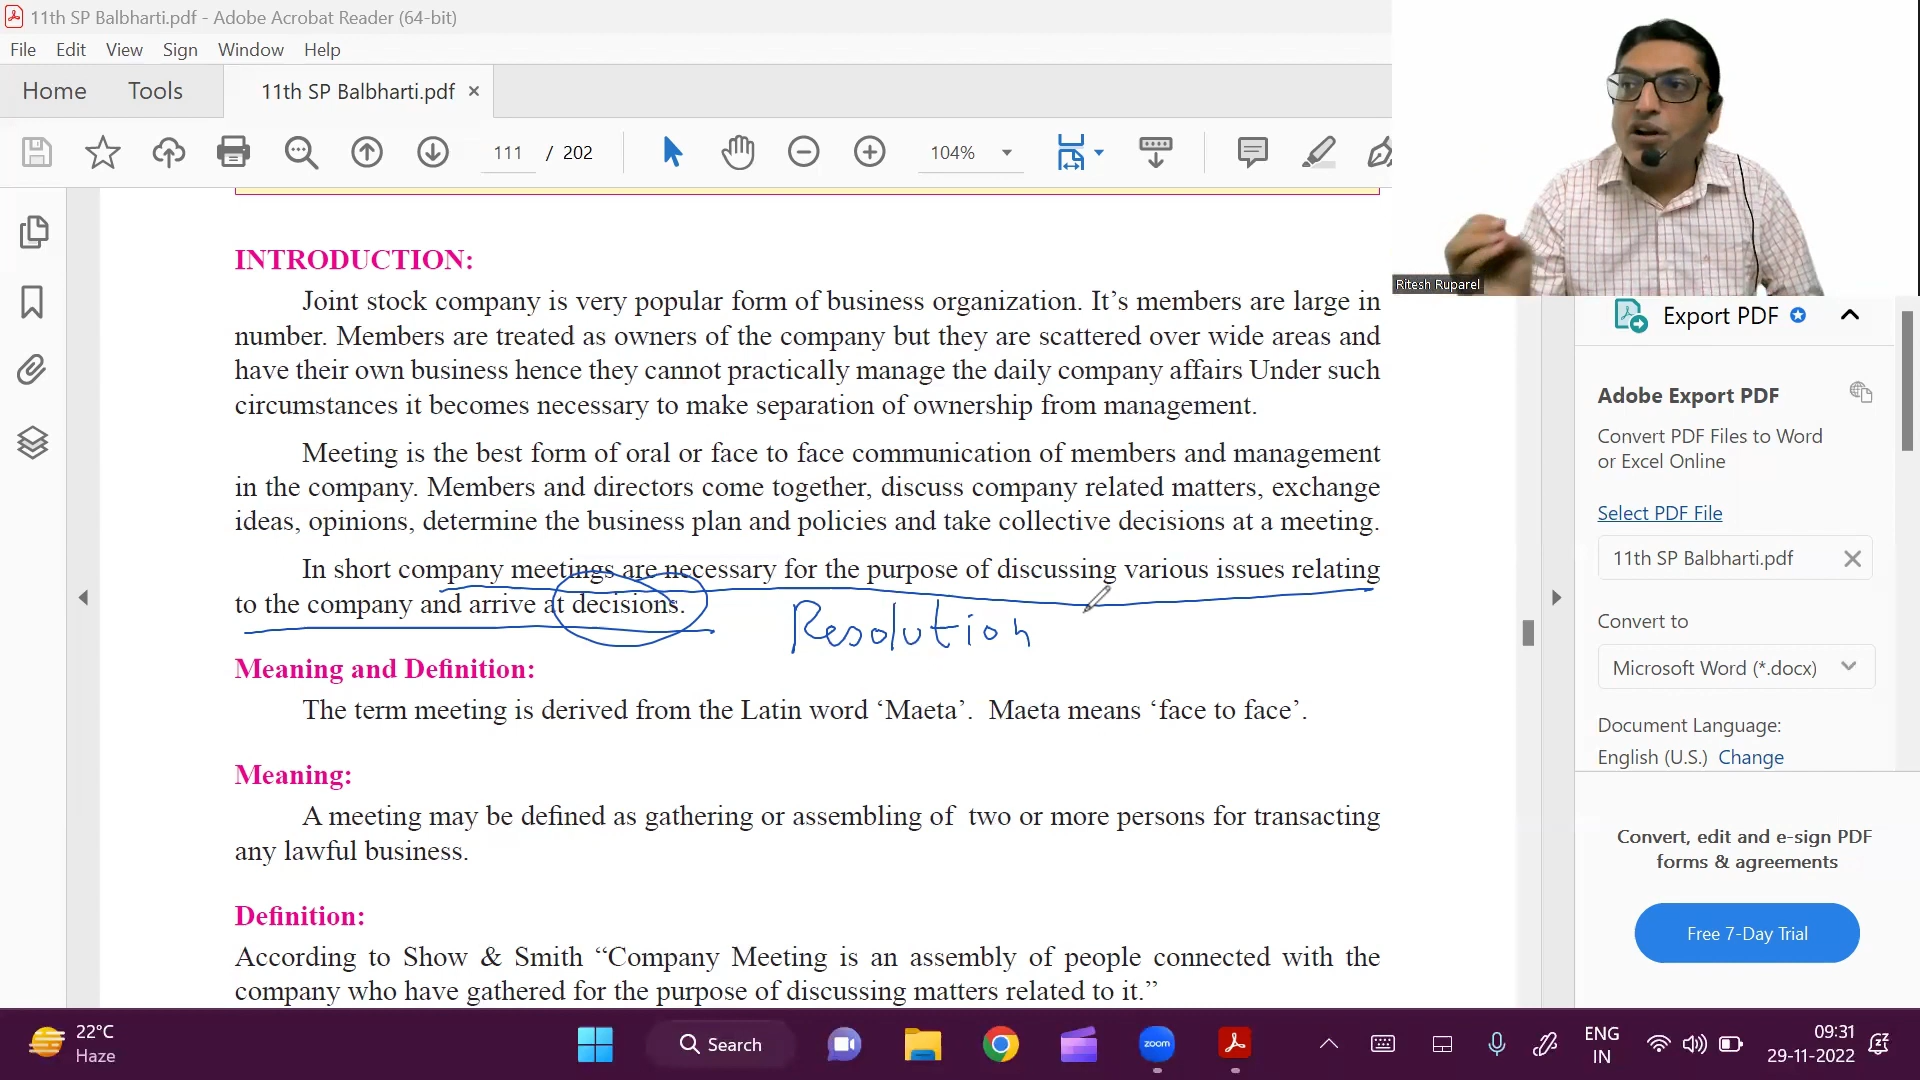 11th SP Balbharti.pdf - Adobe Acrobat Reader (64-bit)
File Edit View Sign Window Help
Home Tools 11th SP Balbharti.pdf ×
111 / 202 104%
Ritesh Ruparel
INTRODUCTION:
Joint stock company is very popular form of business organization. It’s members are large in
number. Members are treated as owners of the company but they are scattered over wide areas and
have their own business hence they cannot practically manage the daily company affairs Under such
circumstances it becomes necessary to make separation of ownership from management.
Meeting is the best form of oral or face to face communication of members and management
in the company. Members and directors come together, discuss company related matters, exchange
ideas, opinions, determine the business plan and policies and take collective decisions at a meeting.
In short company meetings are necessary for the purpose of discussing various issues relating
to the company and arrive at decisions.
Resolution
Meaning and Definition:
The term meeting is derived from the Latin word ‘Maeta’. Maeta means ‘face to face’.
Meaning:
A meeting may be defined as gathering or assembling of two or more persons for transacting
any lawful business.
Definition:
According to Show & Smith “Company Meeting is an assembly of people connected with the
company who have gathered for the purpose of discussing matters related to it.”
Export PDF
Adobe Export PDF
Convert PDF Files to Word
or Excel Online
Select PDF File
11th SP Balbharti.pdf
Convert to
Microsoft Word (*.docx)
Document Language:
English (U.S.) Change
Convert, edit and e-sign PDF
forms & agreements
Free 7-Day Trial
22°C
Haze
Search
zoom
ENG
IN
09:31
29-11-2022